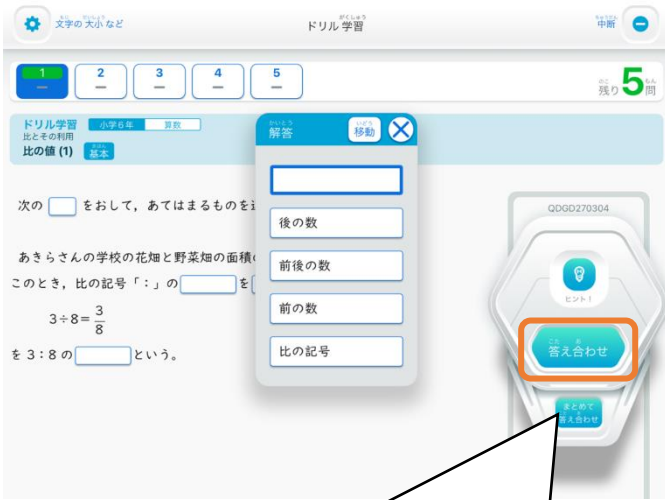 文字の大小など
ドリル学習
中断
1
2
3
4
5
残り5問
ドリル学習 小学6年 算数
比とその利用
比の値 (1) 基本
解答
移動
後の数
前後の数
前の数
比の記号
次の をおして，あてはまるものを
あきらさんの学校の花畑と野菜畑の面積
このとき，比の記号「：」の を
3÷8=3/8
を 3：8 の という。
QDGD270304
ヒント！
答え合わせ
まとめて
答え合わせ